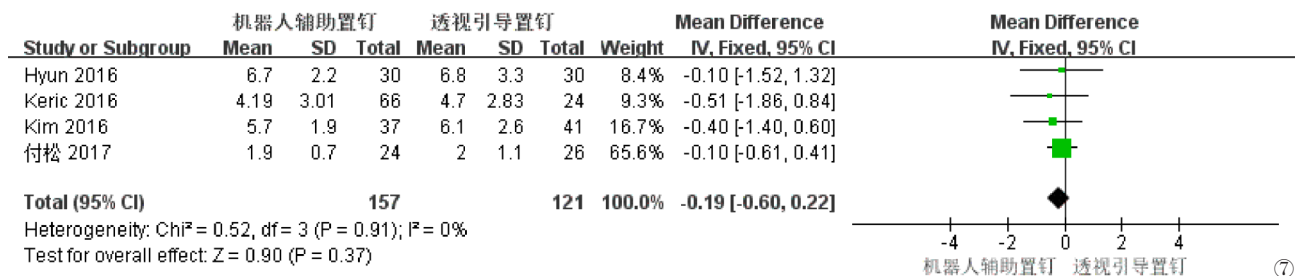 机器人辅助置钉 透视引导置钉 Mean Difference Mean Difference
Study or Subgroup Mean SD Total Mean SD Total Weight IV, Fixed, 95% CI IV, Fixed, 95% CI
Hyun 2016 6.7 2.2 30 6.8 3.3 30 8.4% -0.10 [-1.52, 1.32]
Keric 2016 4.19 3.01 66 4.7 2.83 24 9.3% -0.51 [-1.86, 0.84]
Kim 2016 5.7 1.9 37 6.1 2.6 41 16.7% -0.40 [-1.40, 0.60]
付松 2017 1.9 0.7 24 2 1.1 26 65.6% -0.10 [-0.61, 0.41]
Total (95% CI) 157 121 100.0% -0.19 [-0.60, 0.22]
Heterogeneity: Chi² = 0.52, df = 3 (P = 0.91); I² = 0%
Test for overall effect: Z = 0.90 (P = 0.37)
-4 -2 0 2 4
机器人辅助置钉 透视引导置钉
⑦